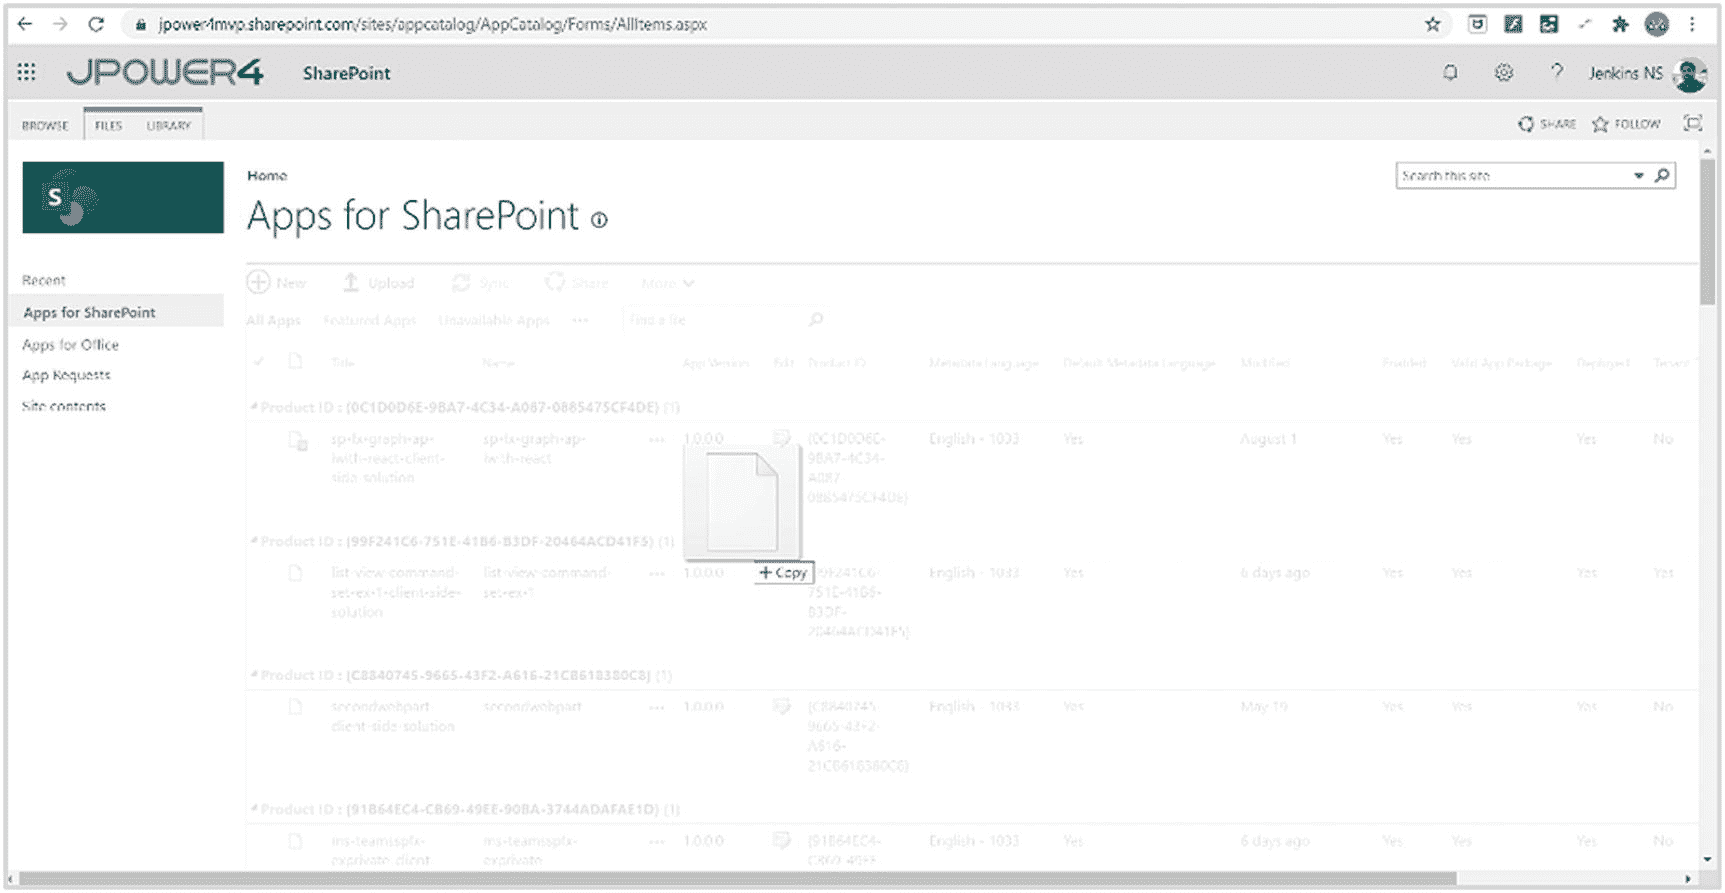 jpower4mvp.sharepoint.com/sites/appcatalog/AppCatalog/Forms/AllItems.aspx
JPOWER4 SharePoint Jenkins NS
BROWSE FILES LIBRARY SHARE FOLLOW
S
Home Search this site
Apps for SharePoint
Recent
Apps for SharePoint
Apps for Office
App Requests
Site contents
New Upload Sync Share More
All Apps Featured Apps Unavailable Apps ... Find a file
Title Name App Version Edit Product ID Metadata Language Default Metadata Language Modified Enabled Valid App Package Deployed Tenant
Product ID : {0C1D0D6E-9BA7-4C34-A087-0885475CF4DE} (1)
sp-fx-graph-ap- sp-fx-graph-ap- ... 1.0.0.0 {0C1D0D6E- English - 1033 Yes August 1 Yes Yes Yes No
iwith-react-client- iwith-react 9BA7-4C34-
side-solution A087-
0885475CF4DE}
Product ID : {99F241C6-751E-41B6-B3DF-20464ACD41F5} (1)
+ Copy
list-view-command- list-view-command- ... 1.0.0.0 99F241C6- English - 1033 Yes 6 days ago Yes Yes Yes Yes
set-ex-1-client-side- set-ex-1 751E-41B6-
solution B3DF-
20464ACD41F5}
Product ID : {C8840745-9665-43F2-A616-21CB618380C8} (1)
secondwebpart- secondwebpart ... 1.0.0.0 {C8840745- English - 1033 Yes May 19 Yes Yes Yes No
client-side-solution 9665-43F2-
A616-
21CB618380C8}
Product ID : {91B64EC4-CB69-49EE-90BA-3744ADAFAE1D} (1)
ms-teamsspfx- ms-teamsspfx- ... 1.0.0.0 {91B64EC4- English - 1033 Yes 6 days ago Yes Yes Yes No
exprivate-client exprivate CB69-49EE